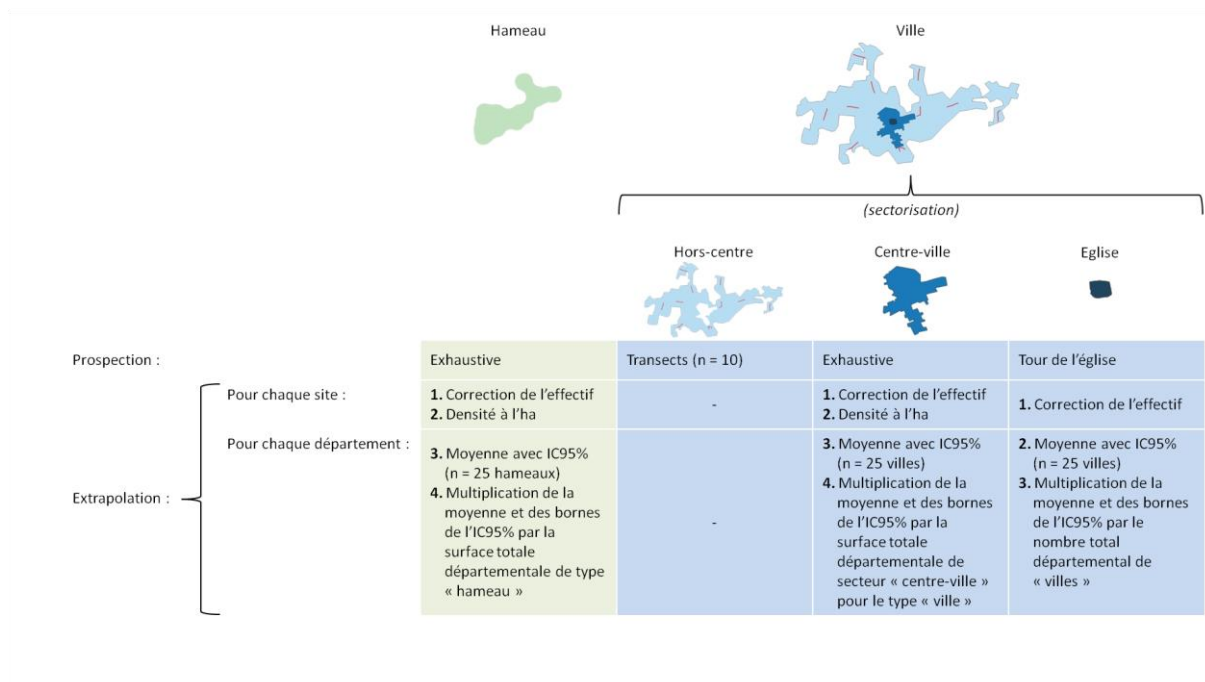 Hameau
Ville
(sectorisation)
Hors-centre
Centre-ville
Eglise
Prospection :
Exhaustive
Transects (n = 10)
Exhaustive
Tour de l'église
Extrapolation :
Pour chaque site :
1. Correction de l'effectif
2. Densité à l'ha
-
1. Correction de l'effectif
2. Densité à l'ha
1. Correction de l'effectif
Pour chaque département :
3. Moyenne avec IC95%
(n = 25 hameaux)
4. Multiplication de la
moyenne et des bornes
de l'IC95% par la
surface totale
départementale de type
« hameau »
-
3. Moyenne avec IC95%
(n = 25 villes)
4. Multiplication de la
moyenne et des bornes
de l'IC95% par la
surface totale
départementale de
secteur « centre-ville »
pour le type « ville »
2. Moyenne avec IC95%
(n = 25 villes)
3. Multiplication de la
moyenne et des bornes
de l'IC95% par le
nombre total
départemental de
« villes »